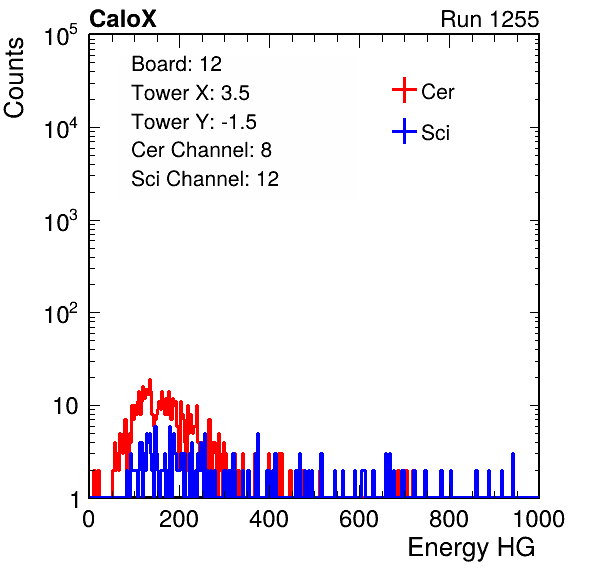 CaloX Run 1255
10^5
Counts
Board: 12
Tower X: 3.5
Tower Y: -1.5
Cer Channel: 8
Sci Channel: 12
Cer
Sci
10^4
10^3
10^2
10
1
0 200 400 600 800 1000
Energy HG